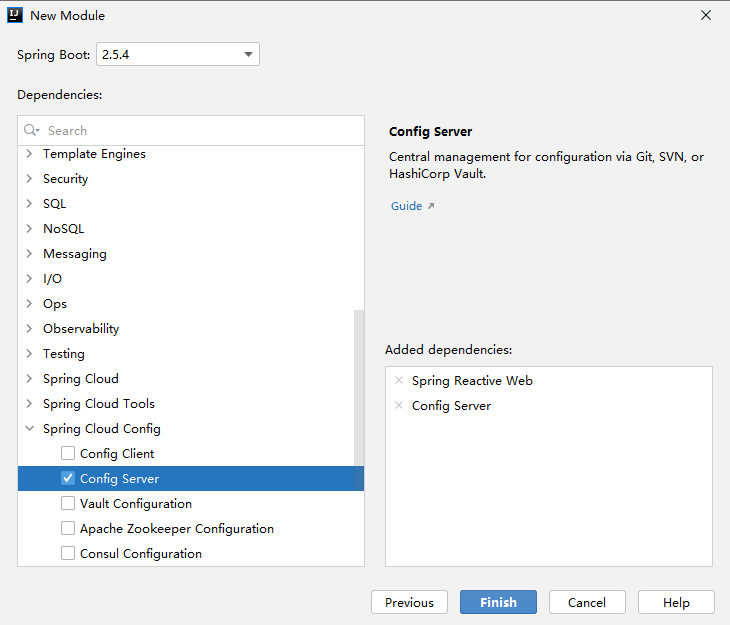 New Module
Spring Boot: 2.5.4
Dependencies:
Search
Template Engines
Security
SQL
NoSQL
Messaging
I/O
Ops
Observability
Testing
Spring Cloud
Spring Cloud Tools
Spring Cloud Config
Config Client
Config Server
Vault Configuration
Apache Zookeeper Configuration
Consul Configuration
Config Server
Central management for configuration via Git, SVN, or
HashiCorp Vault.
Guide
Added dependencies:
Spring Reactive Web
Config Server
Previous
Finish
Cancel
Help